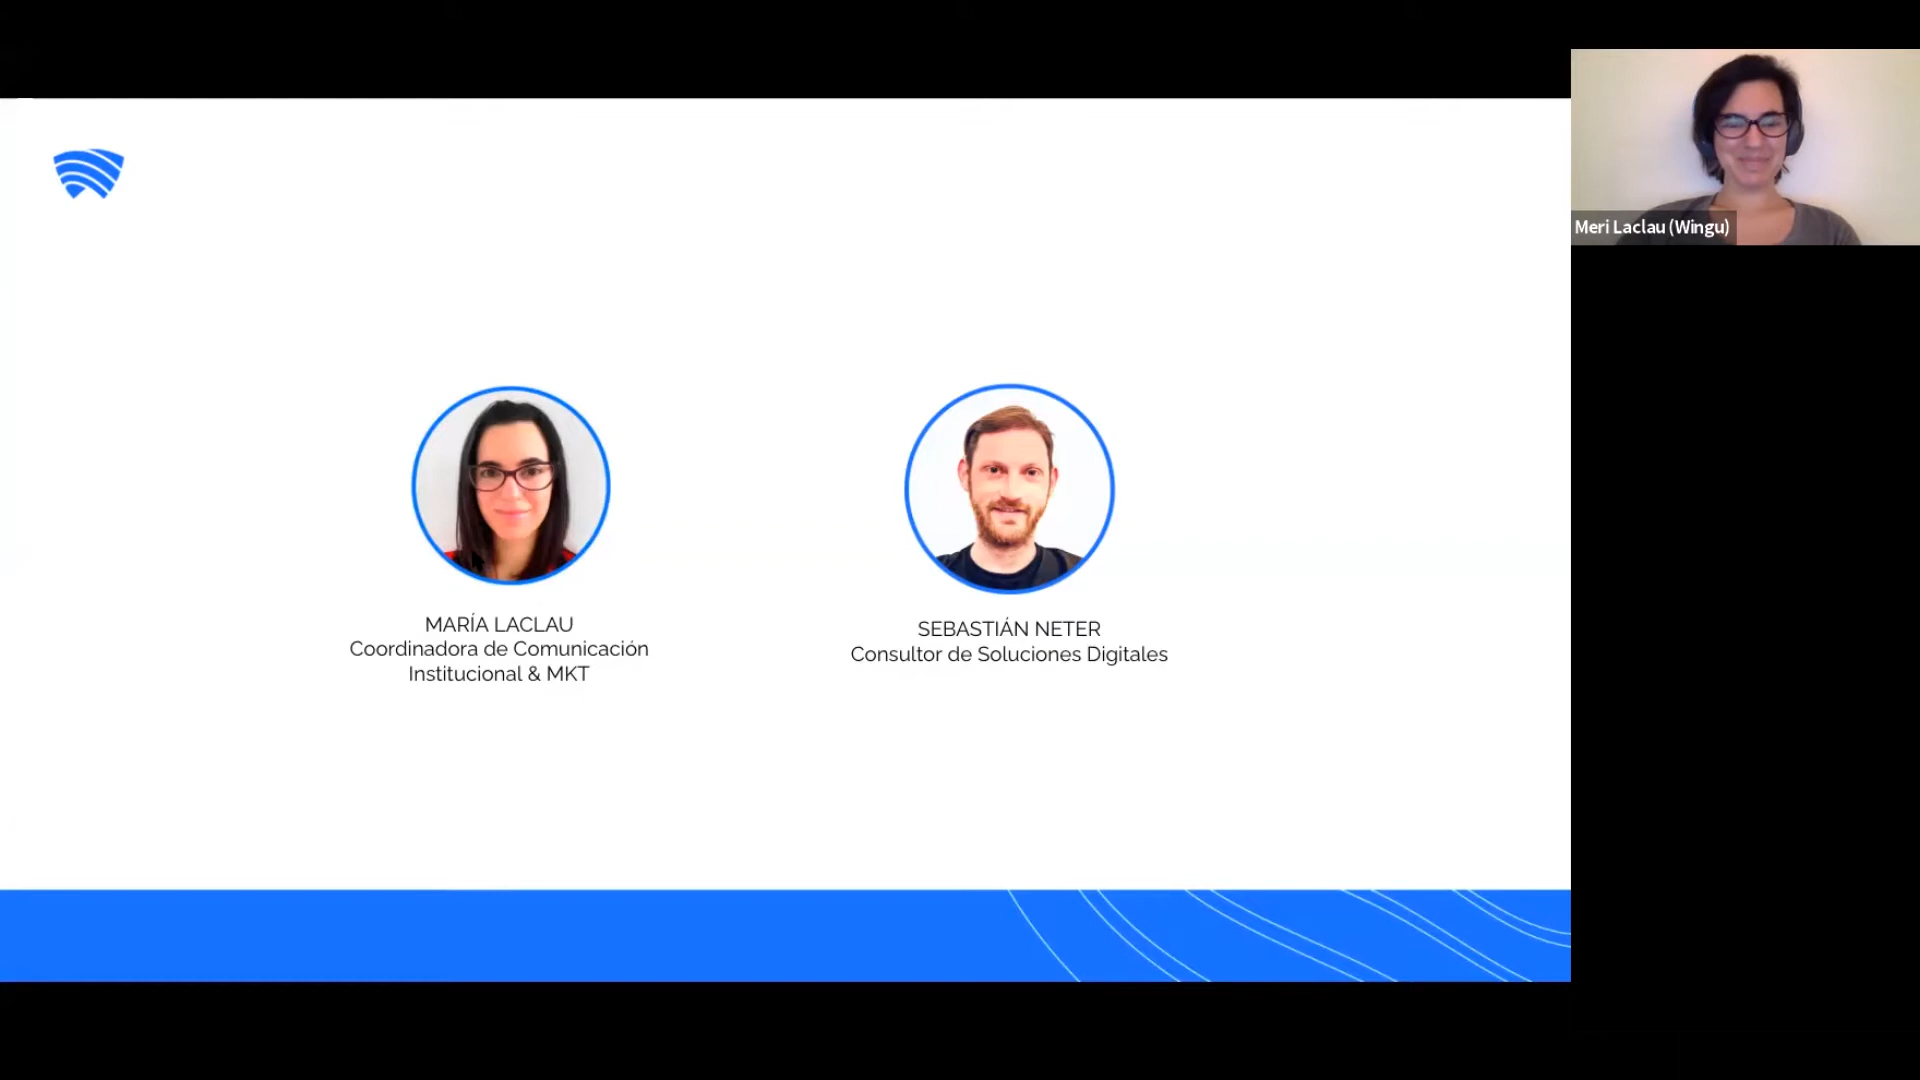 Meri Laclau (Wingu)
MARÍA LACLAU
Coordinadora de Comunicación
Institucional & MKT
SEBASTIÁN NETER
Consultor de Soluciones Digitales